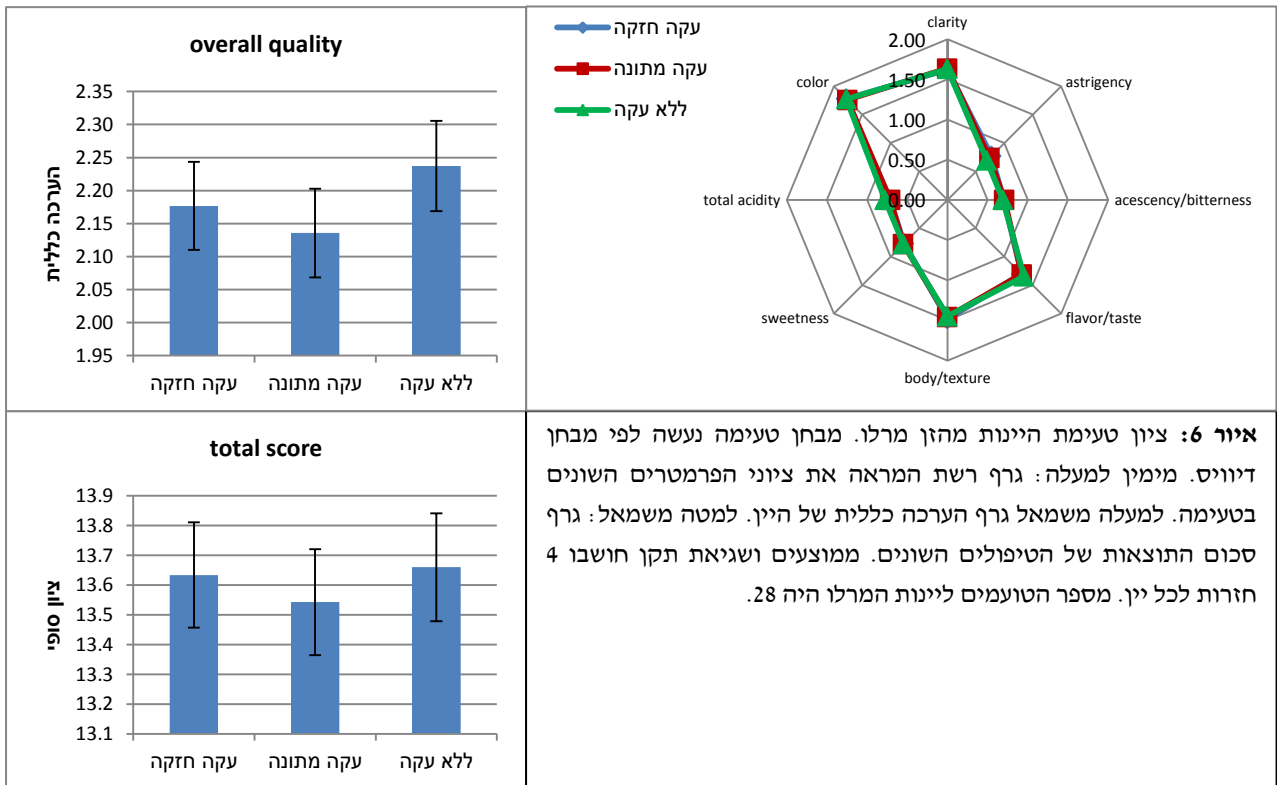 overall quality
2.35
2.30
2.25
2.20
2.15
2.10
2.05
2.00
1.95
הערכה כללית
עקה חזקה
עקה מתונה
ללא עקה
עקה חזקה
עקה מתונה
ללא עקה
clarity
astrigency
acescency/bitterness
flavor/taste
body/texture
sweetness
total acidity
color
2.00
1.50
1.00
0.50
0.00
total score
13.9
13.8
13.7
13.6
13.5
13.4
13.3
13.2
13.1
ציון סופי
עקה חזקה
עקה מתונה
ללא עקה
איור 6: ציון טעימת היינות מהזן מרלו. מבחן טעימה נעשה לפי מבחן
דיוויס. מימין למעלה: גרף רשת המראה את ציוני הפרמטרים השונים
בטעימה. למעלה משמאל גרף הערכה כללית של היין. למטה משמאל: גרף
סכום התוצאות של הטיפולים השונים. ממוצעים ושגיאת תקן חושבו 4
חזרות לכל יין. מספר הטועמים ליינות המרלו היה 28.